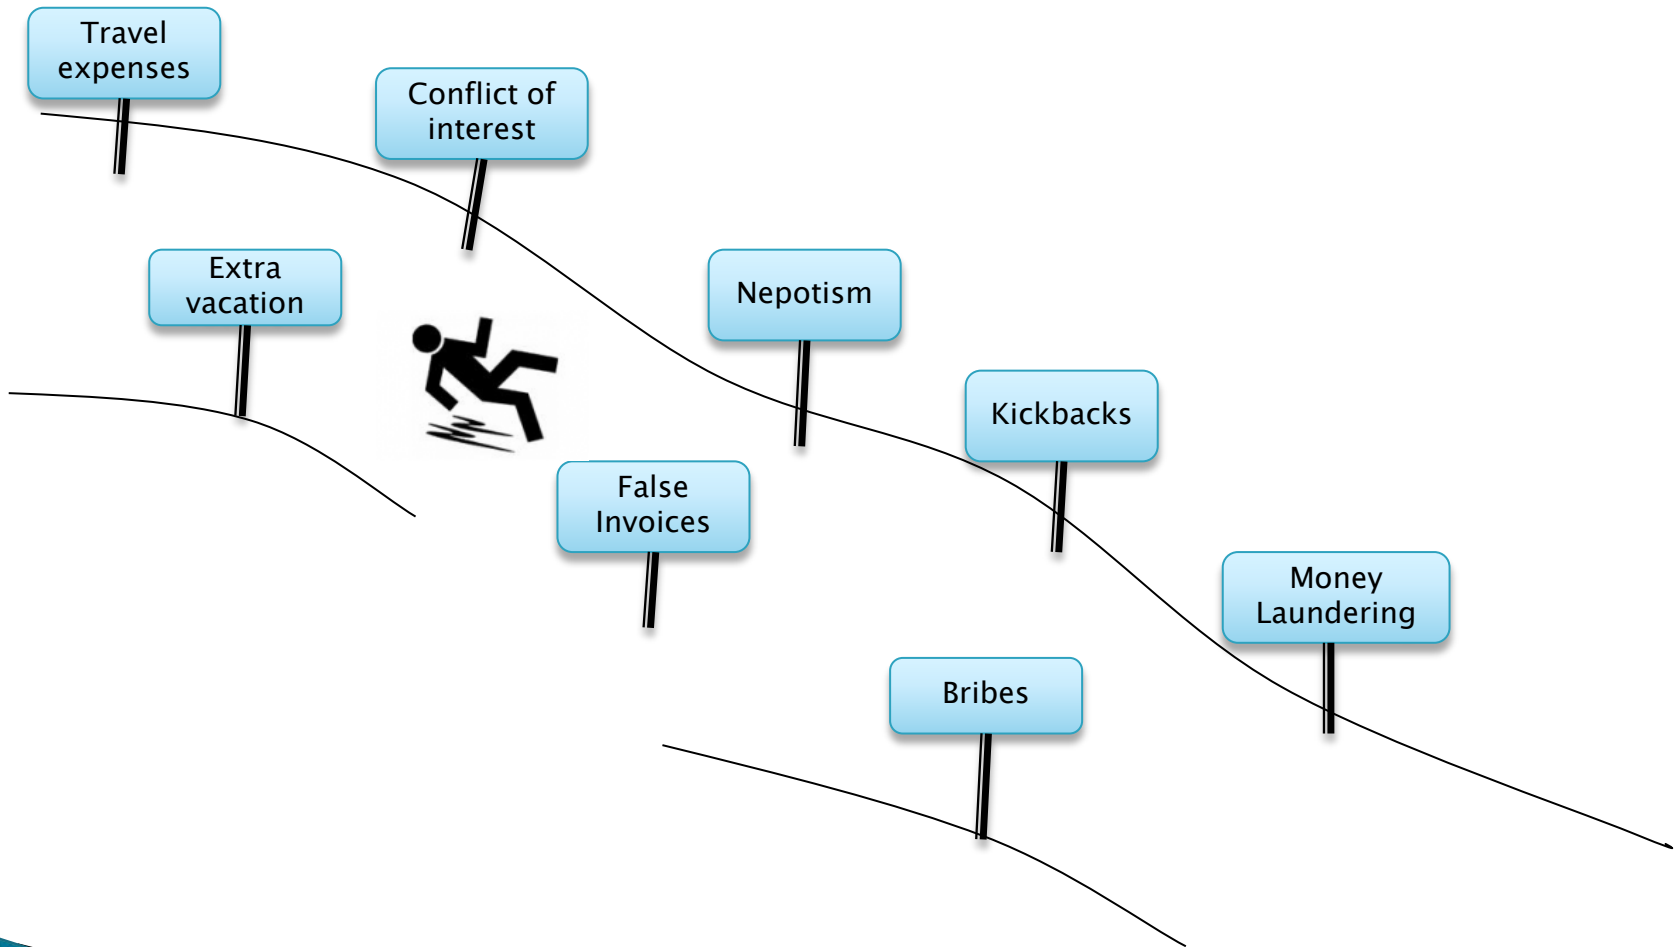 Travel
expenses
Conflict of
interest
Extra
vacation
Nepotism
Kickbacks
False
Invoices
Money
Laundering
Bribes